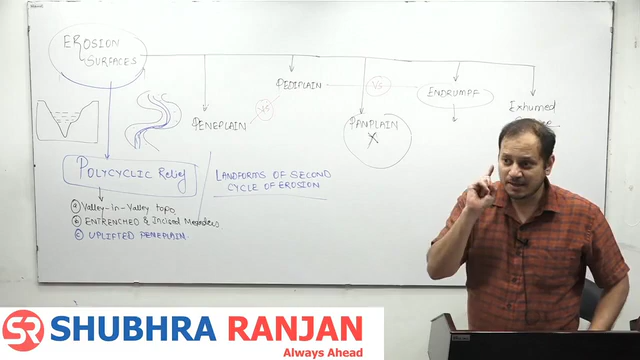 EROSION
SURFACES
PEDIPLAIN
Vs
ENDRUMPF
Exhumed
PENEPLAIN
Vs
PANPLAIN
X
POLYCYCLIC Relief
LANDFORMS OF SECOND
CYCLE OF EROSION
(a) Valley-In-Valley topo.
(b) ENTRENCHED & Incised Meanders
(c) UPLIFTED PENEPLAIN.
SR SHUBHRA RANJAN
Always Ahead